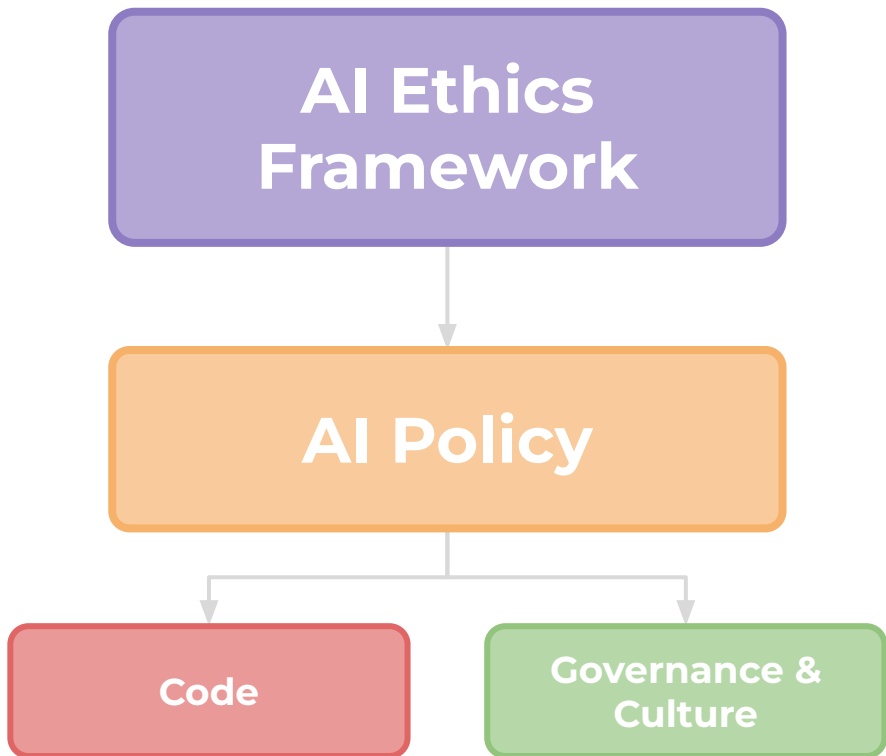 AI Ethics
Framework
AI Policy
Code
Governance &
Culture